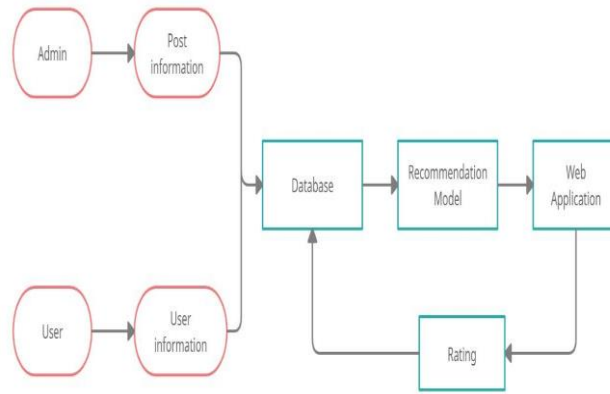 Admin
Post
information
Database
Recommendation
Model
Web
Application
User
User
information
Rating